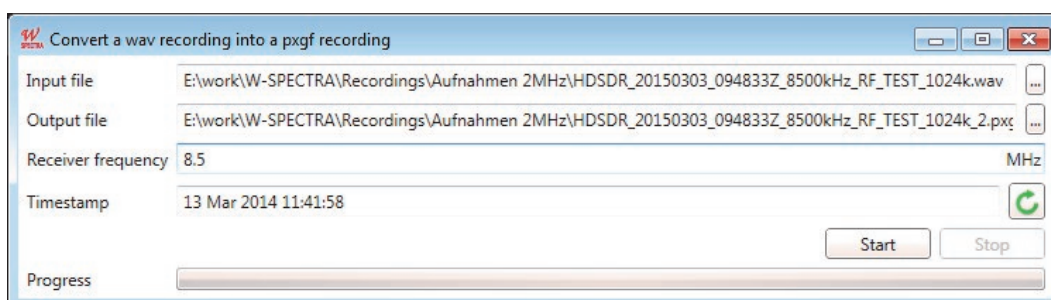 W SPECTRA Convert a wav recording into a pxgf recording
Input file E:\work\W-SPECTRA\Recordings\Aufnahmen 2MHz\HDSDR_20150303_094833Z_8500kHz_RF_TEST_1024k.wav ...
Output file E:\work\W-SPECTRA\Recordings\Aufnahmen 2MHz\HDSDR_20150303_094833Z_8500kHz_RF_TEST_1024k_2.pxg ...
Receiver frequency 8.5 MHz
Timestamp 13 Mar 2014 11:41:58
Start Stop
Progress